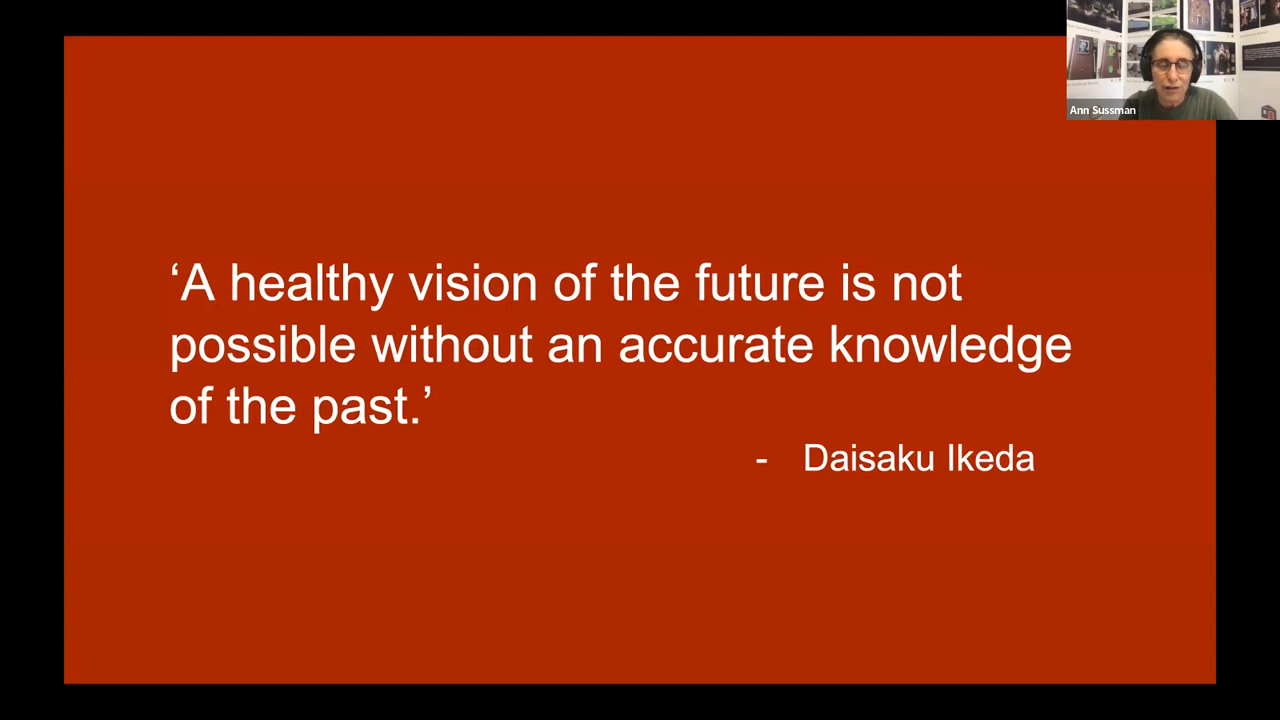 Ann Sussman
‘A healthy vision of the future is not
possible without an accurate knowledge
of the past.’
- Daisaku Ikeda